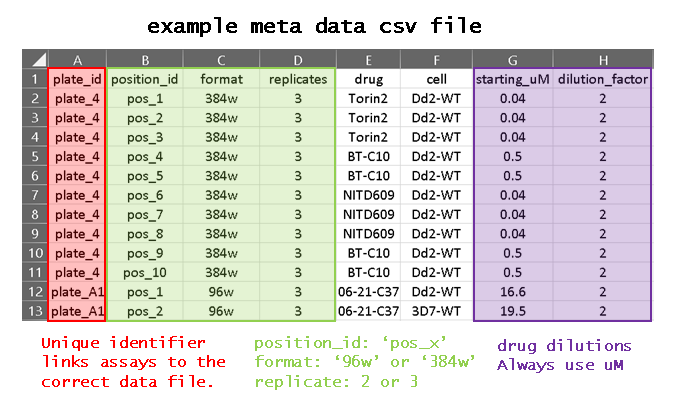 example meta data csv file
A B C D E F G H
1 plate_id position_id format replicates drug cell starting_uM dilution_factor
2 plate_4 pos_1 384w 3 Torin2 Dd2-WT 0.04 2
3 plate_4 pos_2 384w 3 Torin2 Dd2-WT 0.04 2
4 plate_4 pos_3 384w 3 Torin2 Dd2-WT 0.04 2
5 plate_4 pos_4 384w 3 BT-C10 Dd2-WT 0.5 2
6 plate_4 pos_5 384w 3 BT-C10 Dd2-WT 0.5 2
7 plate_4 pos_6 384w 3 NITD609 Dd2-WT 0.04 2
8 plate_4 pos_7 384w 3 NITD609 Dd2-WT 0.04 2
9 plate_4 pos_8 384w 3 NITD609 Dd2-WT 0.04 2
10 plate_4 pos_9 384w 3 BT-C10 Dd2-WT 0.5 2
11 plate_4 pos_10 384w 3 BT-C10 Dd2-WT 0.5 2
12 plate_A1 pos_1 96w 3 06-21-C37 Dd2-WT 16.6 2
13 plate_A1 pos_2 96w 3 06-21-C37 3D7-WT 19.5 2
Unique identifier
links assays to the
correct data file.
position_id: ‘pos_x’
format: ‘96w’ or ‘384w’
replicate: 2 or 3
drug dilutions
Always use uM